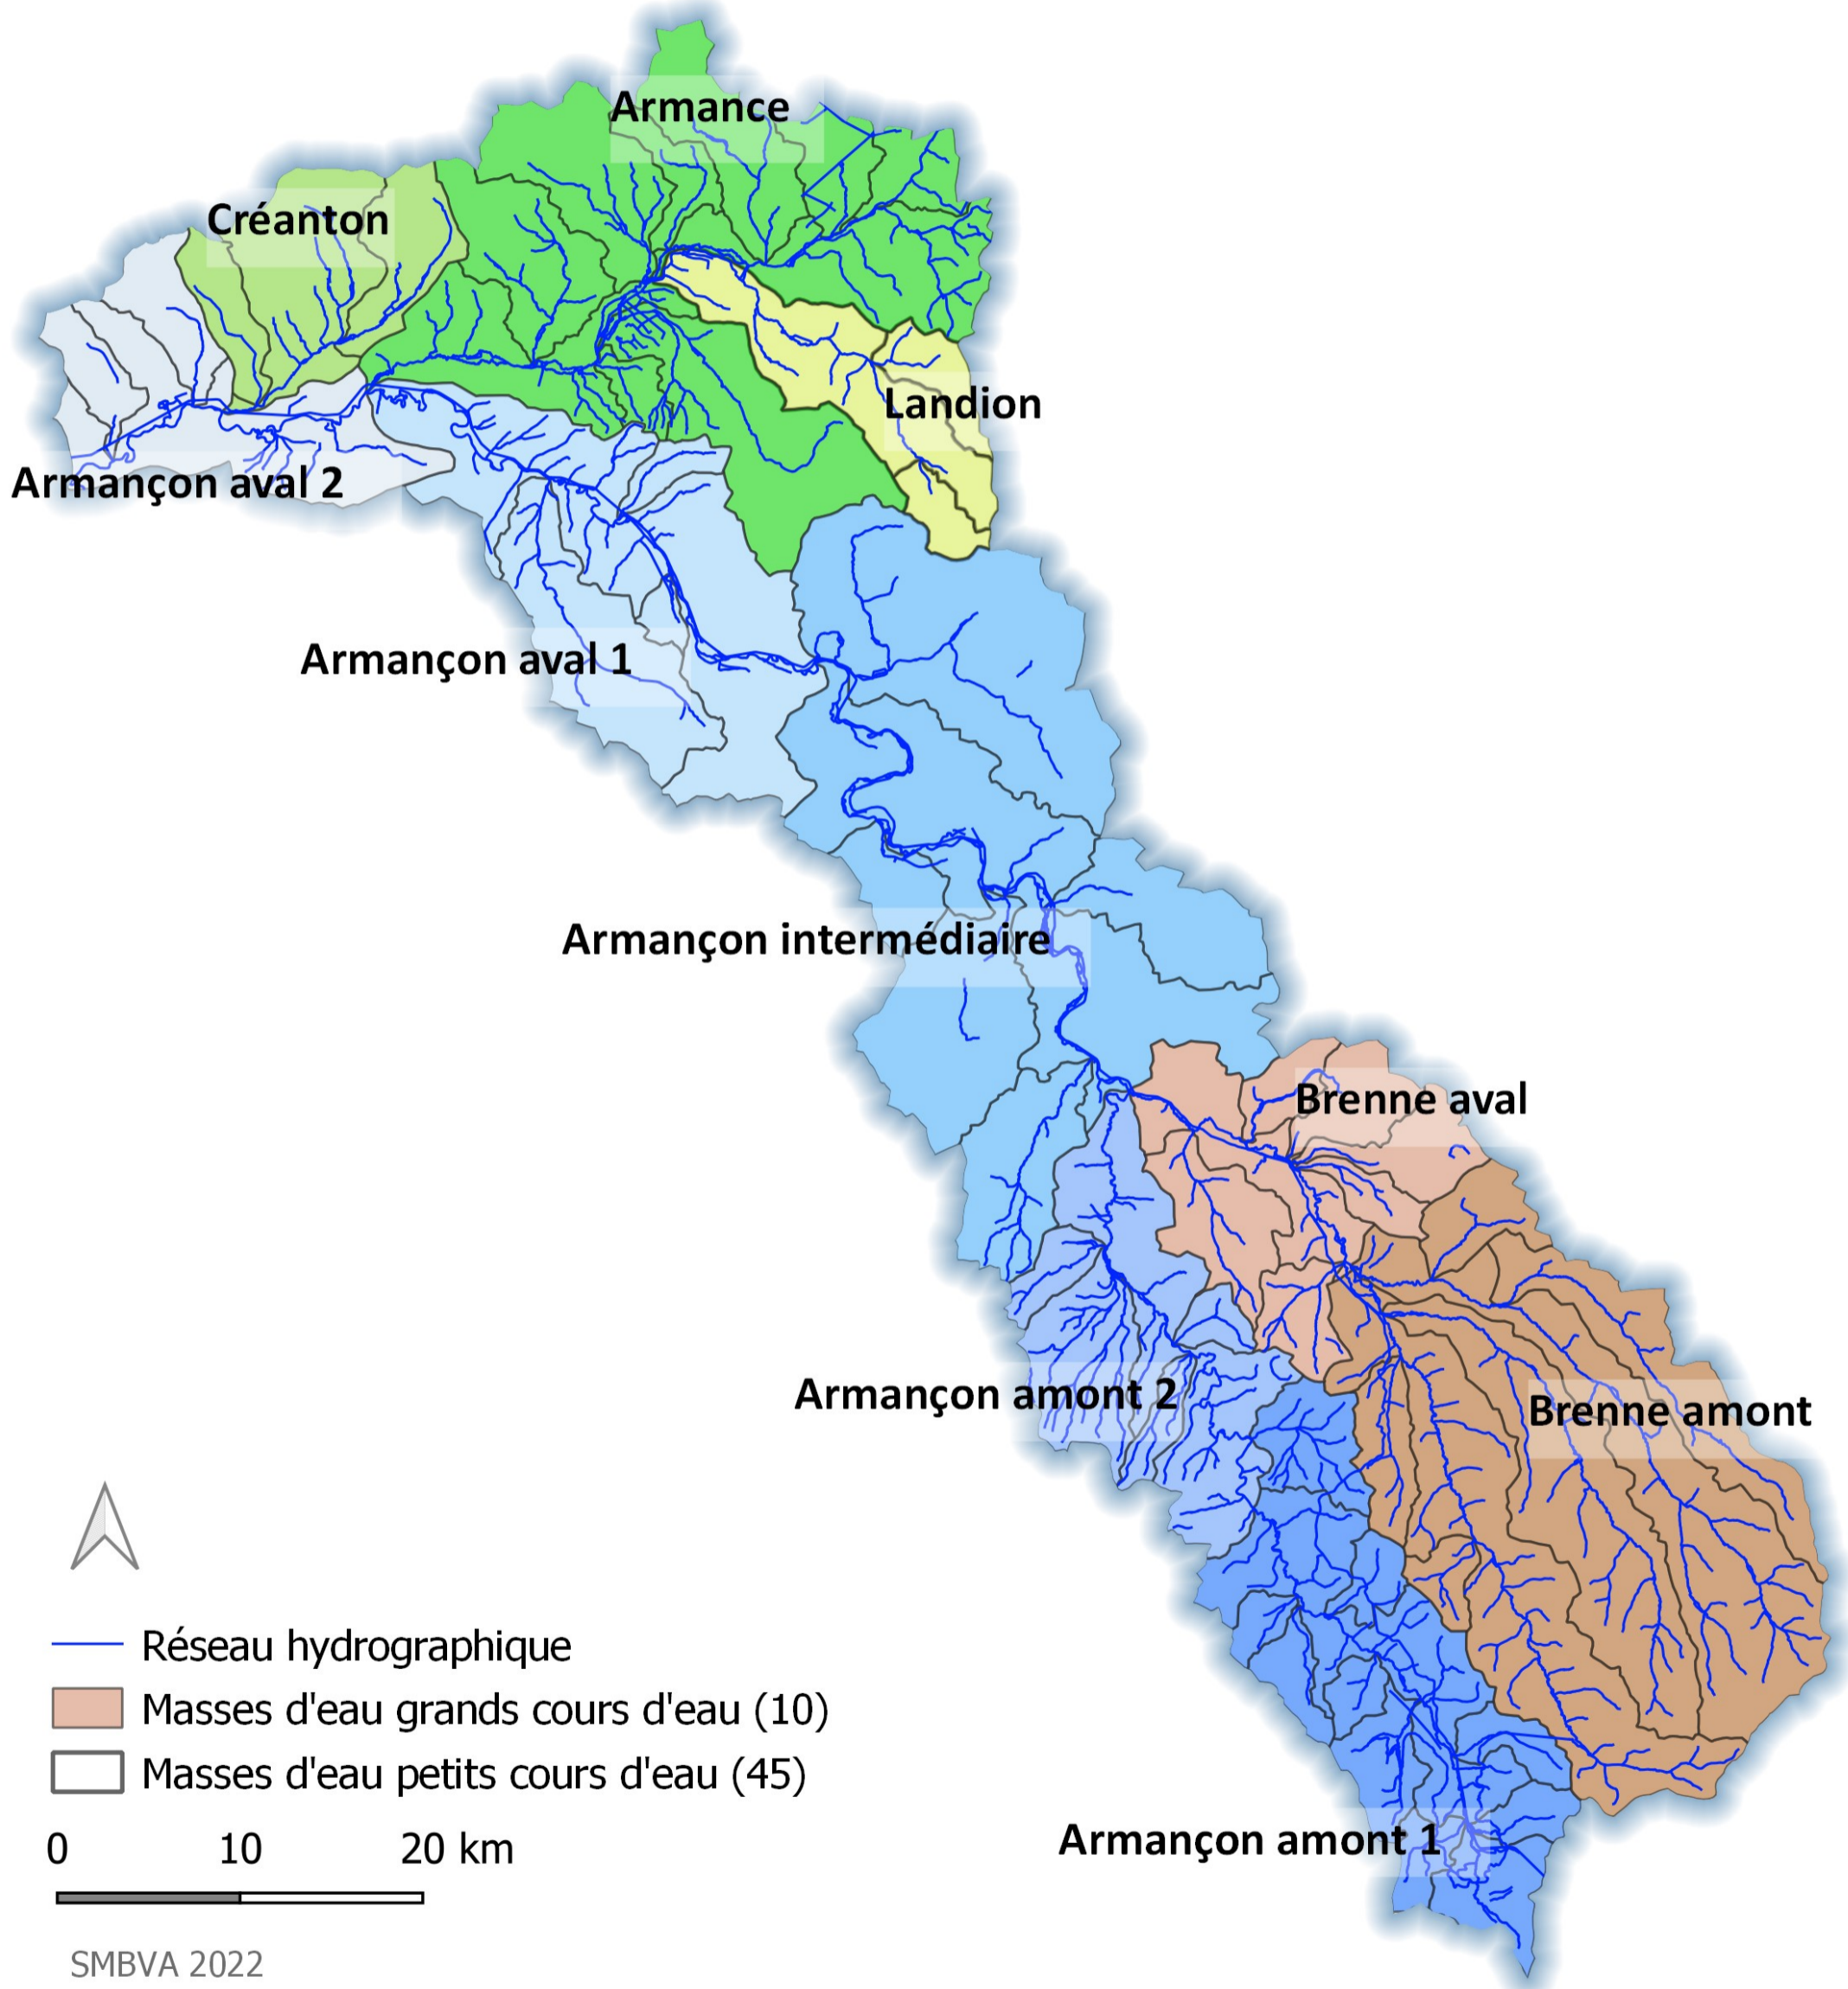 Armance
Créanton
Landion
Armançon aval 2
Armançon aval 1
Armançon intermédiaire
Brenne aval
Armançon amont 2
Brenne amont
Réseau hydrographique
Masses d'eau grands cours d'eau (10)
Masses d'eau petits cours d'eau (45)
Armançon amont 1
0 10 20 km
SMBVA 2022